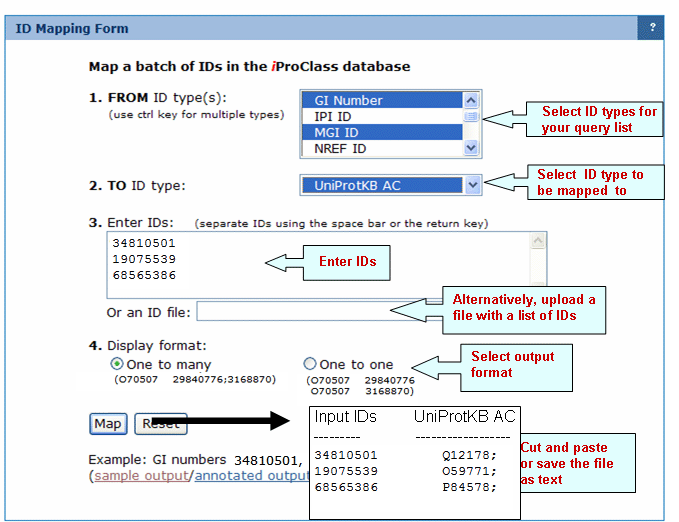 ID Mapping Form
?
Map a batch of IDs in the iProClass database
1. FROM ID type(s):
(use ctrl key for multiple types)
GI Number
IPI ID
MGI ID
NREF ID
Select ID types for
your query list
2. TO ID type:
UniProtKB AC
Select ID type to
be mapped to
3. Enter IDs: (separate IDs using the space bar or the return key)
34810501
19075539
68565386
Enter IDs
Or an ID file:
Alternatively, upload a
file with a list of IDs
4. Display format:
One to many
(O70507 29840776;3168870)
One to one
(O70507 29840776
O70507 3168870)
Select output
format
Map
Reset
Input IDs UniProtKB AC
--------- -----------------
34810501 Q12178;
19075539 O59771;
68565386 P84578;
Cut and paste
or save the file
as text
Example: GI numbers 34810501,
(sample output/annotated outpu